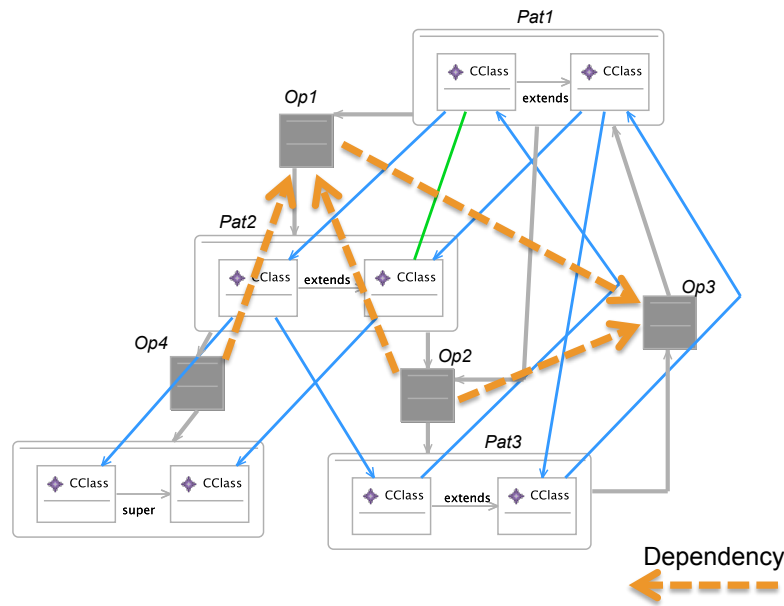 Pat1
CClass
CClass
extends
Op1
Pat2
CClass
extends
CClass
Op3
Op4
Op2
Pat3
CClass
CClass
super
CClass
extends
CClass
Dependency